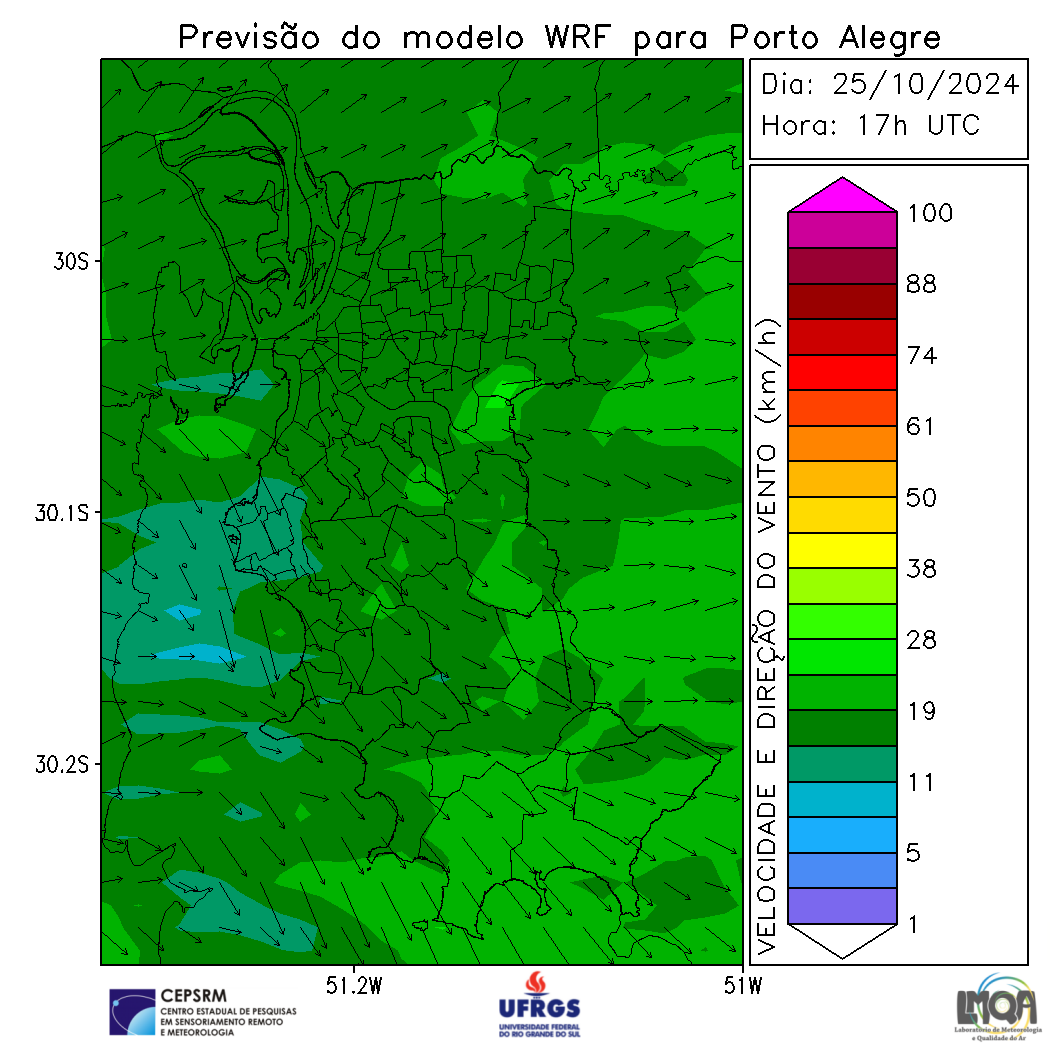 Previsão do modelo WRF para Porto Alegre
Dia: 25/10/2024
Hora: 17h UTC
30S
30.1S
30.2S
51.2W
51W
VELOCIDADE E DIREÇÃO DO VENTO (km/h)
100
88
74
61
50
38
28
19
11
5
1
CEPSRM
CENTRO ESTADUAL DE PESQUISAS
EM SENSORIAMENTO REMOTO
E METEOROLOGIA
UFRGS
UNIVERSIDADE FEDERAL
DO RIO GRANDE DO SUL
LMQA
Laboratório de Meteorologia
e Qualidade do Ar